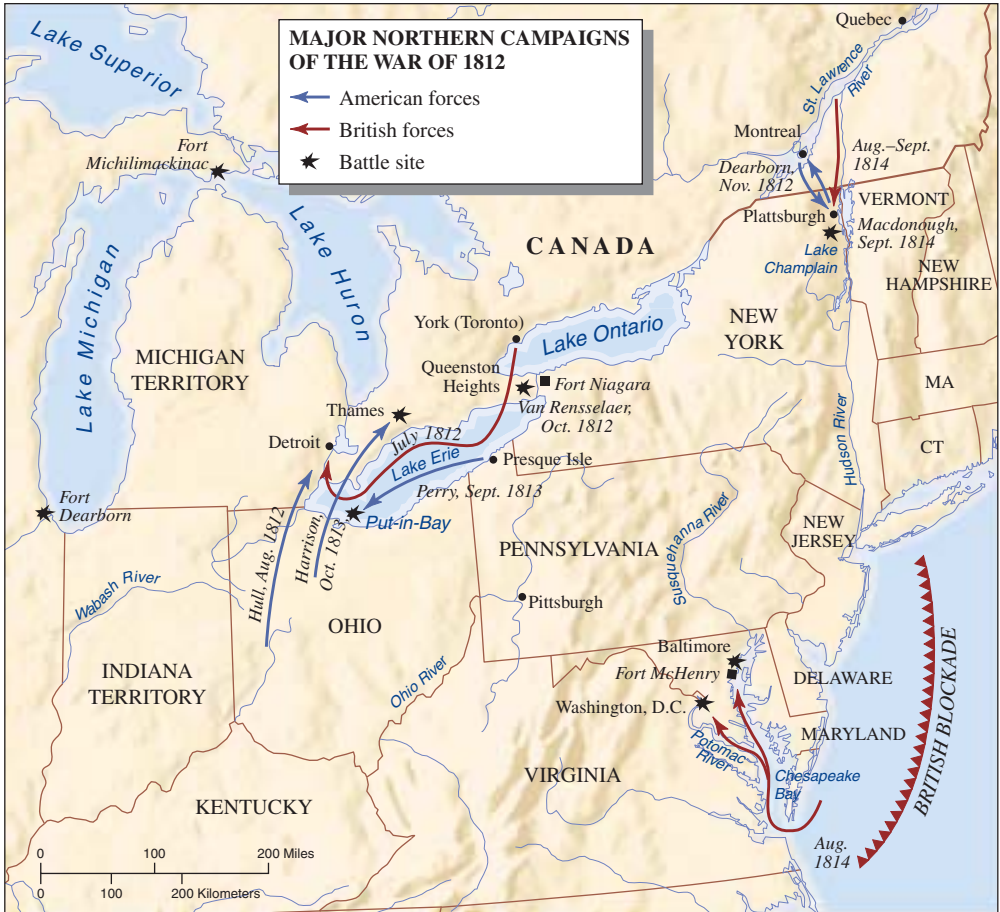 MAJOR NORTHERN CAMPAIGNS
OF THE WAR OF 1812
American forces
British forces
Battle site
Quebec
Lake Superior
St. Lawrence
River
Fort
Michilimackinac
Montreal
Dearborn,
Nov. 1812
Aug.–Sept.
1814
VERMONT
Plattsburgh
Macdonough,
Sept. 1814
Lake
Champlain
CANADA
NEW
HAMPSHIRE
Lake Huron
Lake Michigan
York (Toronto)
Lake Ontario
NEW
YORK
MICHIGAN
TERRITORY
Queenston
Heights
Fort Niagara
Van Rensselaer,
Oct. 1812
MA
Thames
July 1812
Detroit
Lake Erie
Presque Isle
Perry, Sept. 1813
Hudson River
CT
Fort
Dearborn
Put-in-Bay
Hull, Aug. 1812
Harrison,
Oct. 1813
PENNSYLVANIA
Susquehanna River
NEW
JERSEY
Wabash River
Pittsburgh
OHIO
INDIANA
TERRITORY
Ohio River
Baltimore
Fort McHenry
DELAWARE
Washington, D.C.
MARYLAND
Potomac
River
VIRGINIA
Chesapeake
Bay
BRITISH BLOCKADE
KENTUCKY
Aug.
1814
0 100 200 Miles
0 100 200 Kilometers